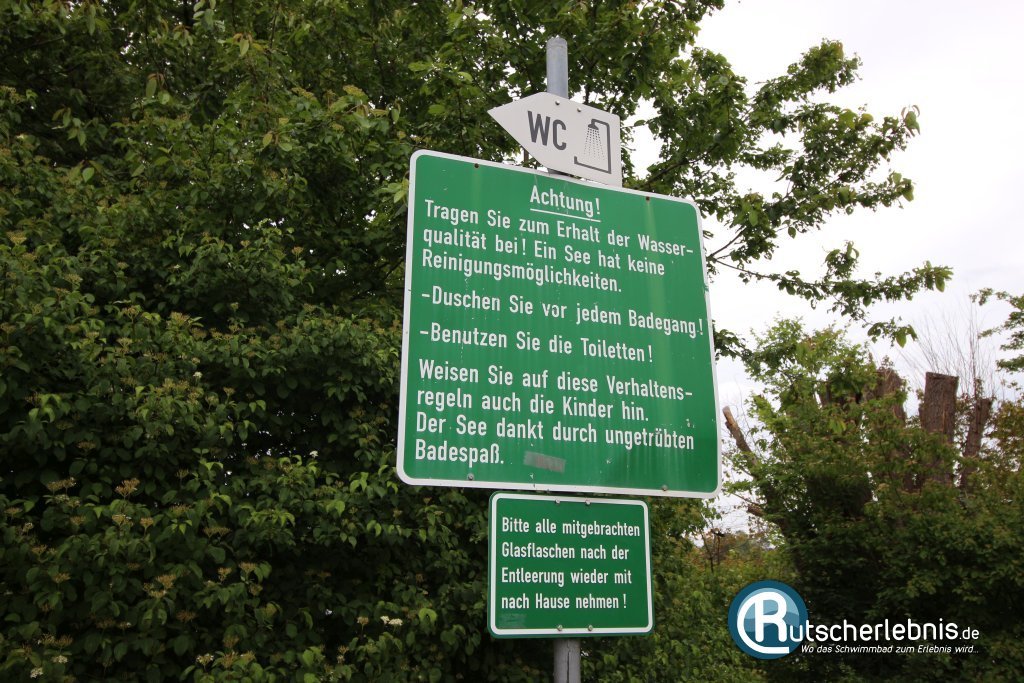 WC
Achtung!
Tragen Sie zum Erhalt der Wasser-
qualität bei! Ein See hat keine
Reinigungsmöglichkeiten.
-Duschen Sie vor jedem Badegang!
-Benutzen Sie die Toiletten!
Weisen Sie auf diese Verhaltens-
regeln auch die Kinder hin.
Der See dankt durch ungetrübten
Badespaß.
Bitte alle mitgebrachten
Glasflaschen nach der
Entleerung wieder mit
nach Hause nehmen!
Rutscherlebnis.de
Wo das Schwimmbad zum Erlebnis wird...